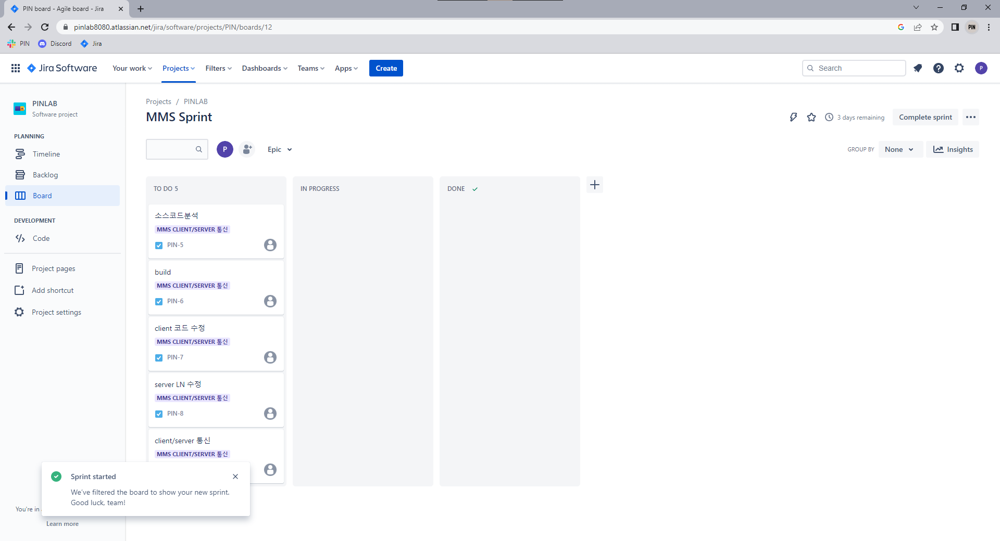 PIN board - Agile board - Jira
pinlab8080.atlassian.net/jira/software/projects/PIN/boards/12
PIN
PIN Discord Jira
Jira Software Your work Projects Filters Dashboards Teams Apps Create Search P
PINLAB
Software project
PLANNING
Timeline
Backlog
Board
DEVELOPMENT
Code
Project pages
Add shortcut
Project settings
You're in
Learn more
Projects / PINLAB
MMS Sprint
3 days remaining Complete sprint
P Epic GROUP BY None Insights
TO DO 5
소스코드분석
MMS CLIENT/SERVER 통신
PIN-5
build
MMS CLIENT/SERVER 통신
PIN-6
client 코드 수정
MMS CLIENT/SERVER 통신
PIN-7
server LN 수정
MMS CLIENT/SERVER 통신
PIN-8
client/server 통신
MMS CLIENT/SERVER 통신
IN PROGRESS
DONE
Sprint started
We've filtered the board to show your new sprint.
Good luck, team!